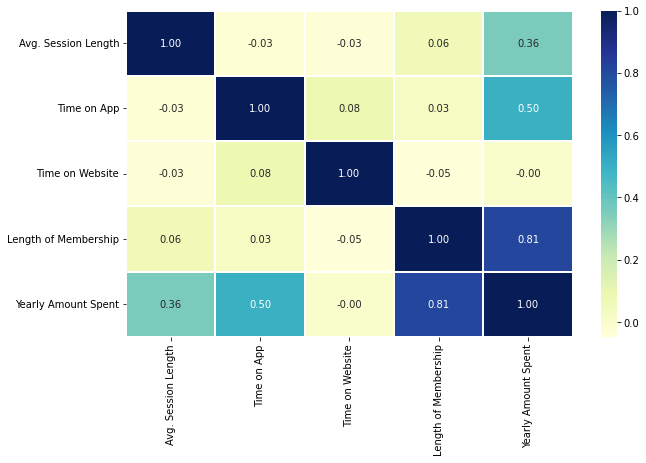 Avg. Session Length 1.00 -0.03 -0.03 0.06 0.36
Time on App -0.03 1.00 0.08 0.03 0.50
Time on Website -0.03 0.08 1.00 -0.05 -0.00
Length of Membership 0.06 0.03 -0.05 1.00 0.81
Yearly Amount Spent 0.36 0.50 -0.00 0.81 1.00
Avg. Session Length
Time on App
Time on Website
Length of Membership
Yearly Amount Spent
1.0
0.8
0.6
0.4
0.2
0.0